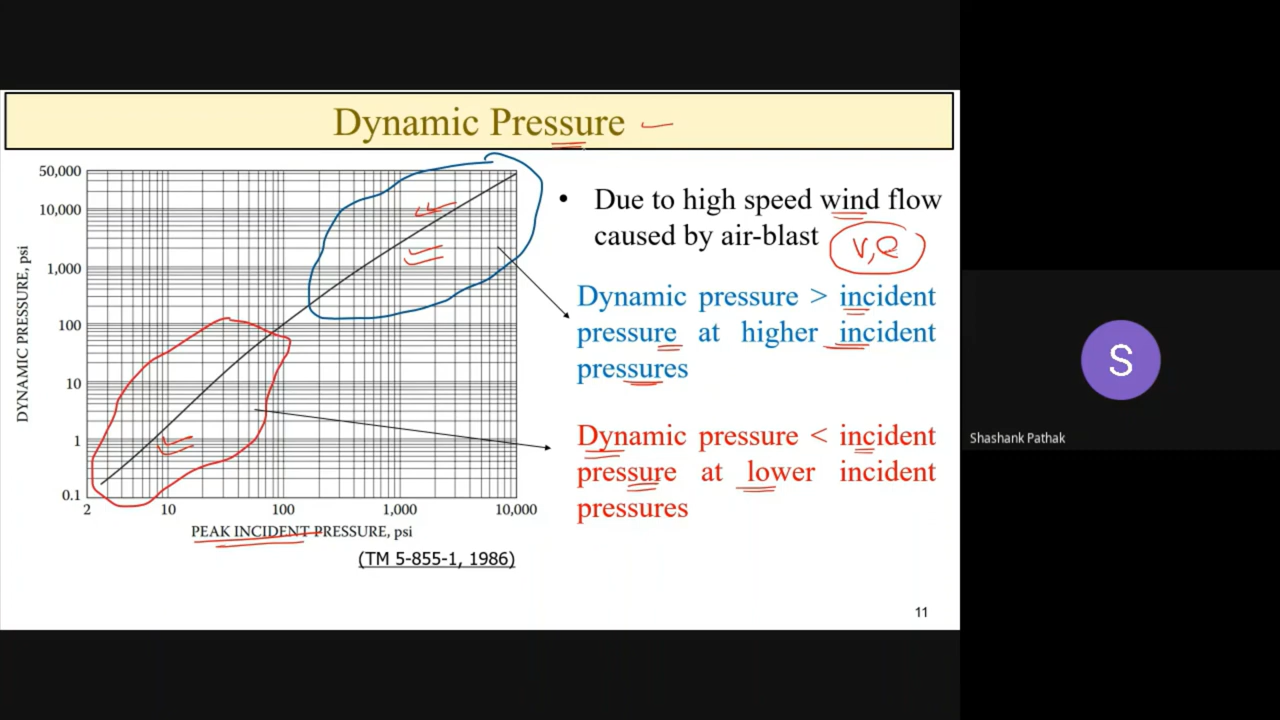 Dynamic Pressure
50,000
10,000
1,000
100
10
1
0.1
DYNAMIC PRESSURE, psi
2 10 100 1,000 10,000
PEAK INCIDENT PRESSURE, psi
(TM 5-855-1, 1986)
• Due to high speed wind flow
caused by air-blast
Dynamic pressure > incident
pressure at higher incident
pressures
Dynamic pressure < incident
pressure at lower incident
pressures
11
S
Shashank Pathak